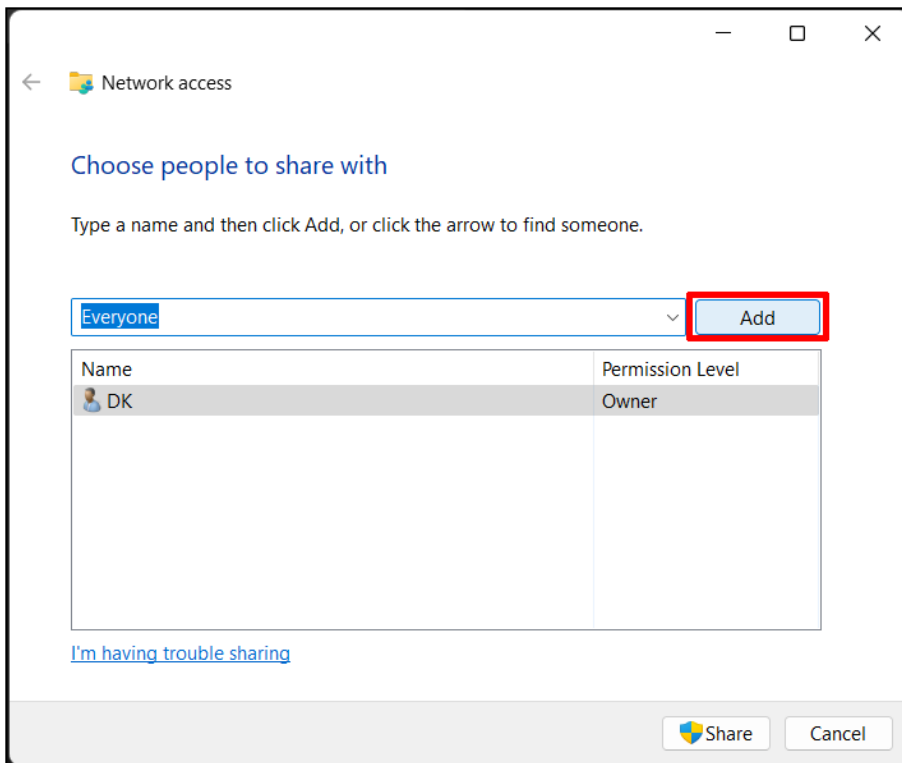 Network access
Choose people to share with
Type a name and then click Add, or click the arrow to find someone.
Everyone Add
Name Permission Level
DK Owner
I'm having trouble sharing
Share Cancel